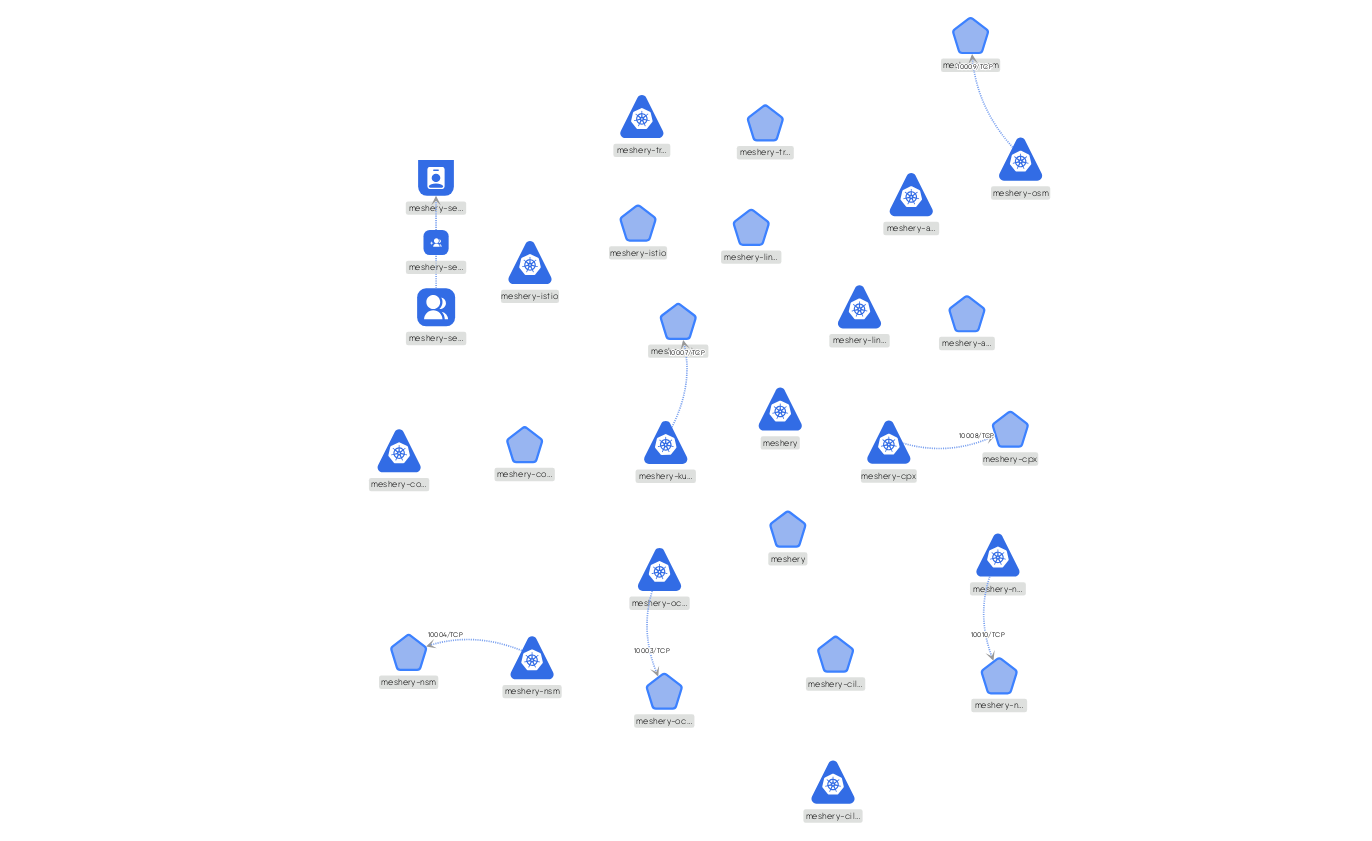 10009/TCP
meshery-tr...
meshery-tr...
meshery-osm
meshery-se...
meshery-a...
meshery-istio
meshery-lin...
meshery-se...
meshery-istio
meshery-se...
meshery-lin...
meshery-a...
10007/TCP
meshery
10008/TCP
meshery-cpx
meshery-co...
meshery-ku...
meshery-cpx
meshery-co...
meshery
meshery-n...
meshery-oc...
10004/TCP
10010/TCP
10003/TCP
meshery-nsm
meshery-cil...
meshery-nsm
meshery-n...
meshery-oc...
meshery-cil...